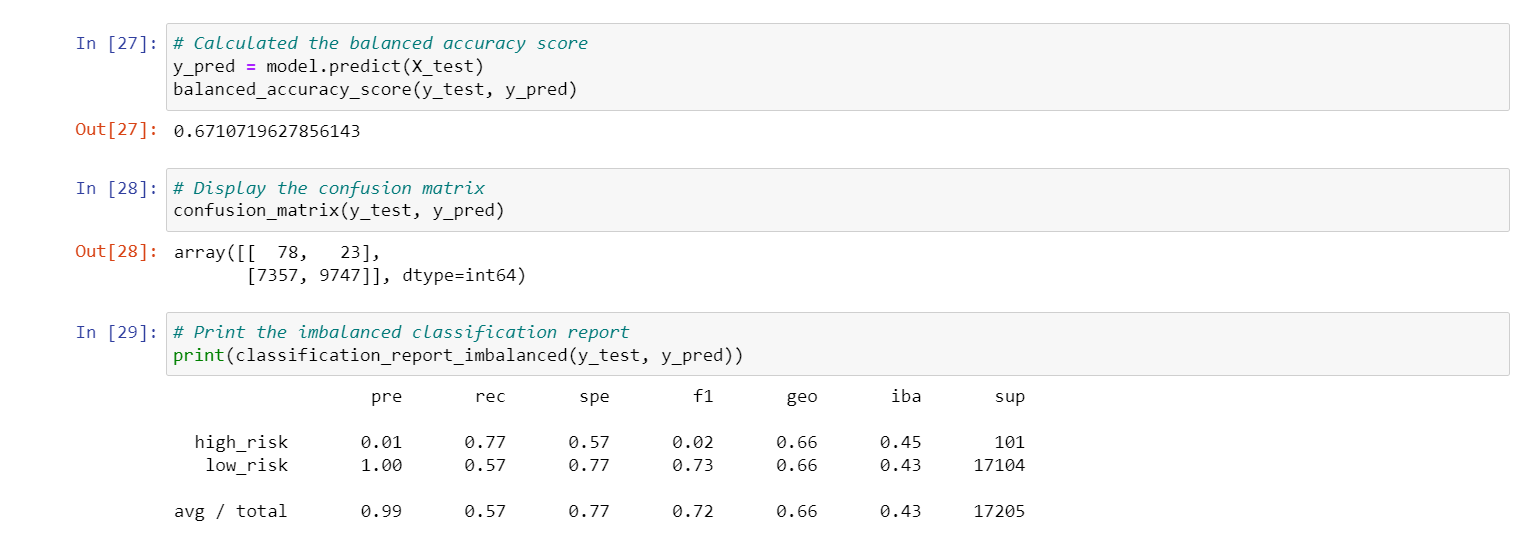 In [27]: # Calculated the balanced accuracy score
y_pred = model.predict(X_test)
balanced_accuracy_score(y_test, y_pred)
Out[27]: 0.6710719627856143
In [28]: # Display the confusion matrix
confusion_matrix(y_test, y_pred)
Out[28]: array([[  78,   23],
       [7357, 9747]], dtype=int64)
In [29]: # Print the imbalanced classification report
print(classification_report_imbalanced(y_test, y_pred))
pre rec spe f1 geo iba sup
high_risk 0.01 0.77 0.57 0.02 0.66 0.45 101
low_risk 1.00 0.57 0.77 0.73 0.66 0.43 17104
avg / total 0.99 0.57 0.77 0.72 0.66 0.43 17205